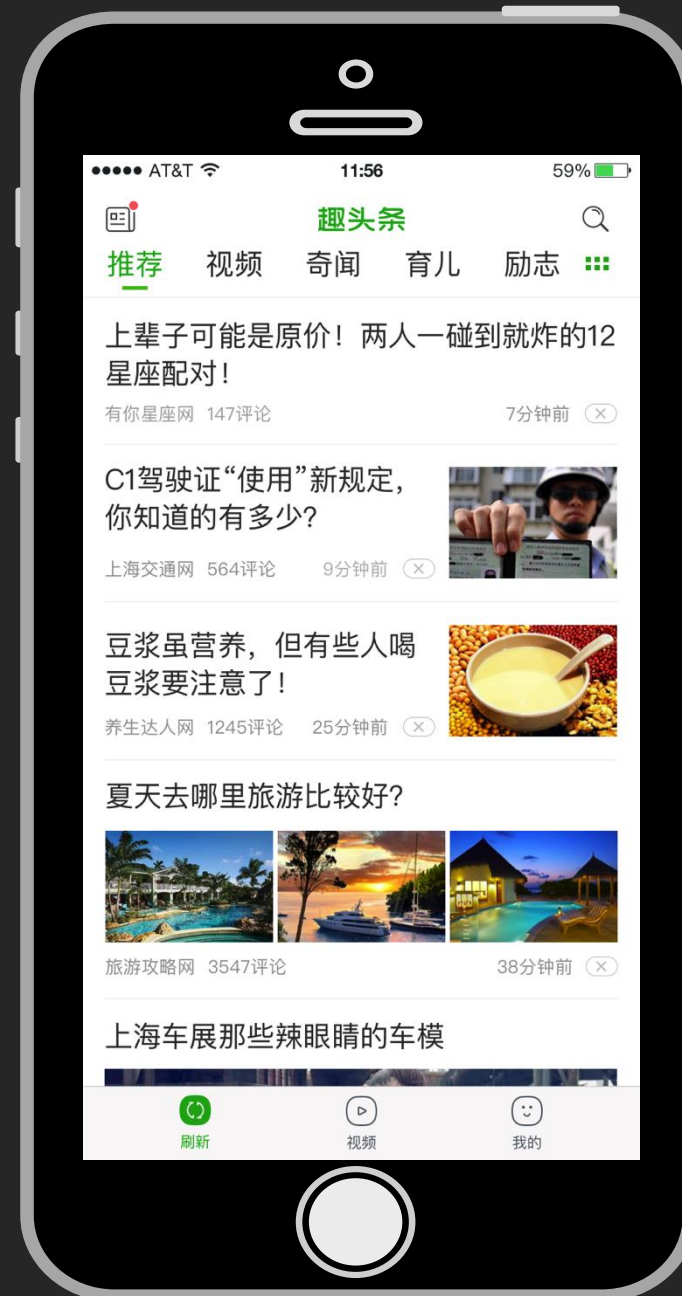 AT&T 11:56 59%
趣头条
推荐 视频 奇闻 育儿 励志
上辈子可能是原价！两人一碰到就炸的12
星座配对！
有你星座网 147评论 7分钟前
C1驾驶证“使用”新规定，
你知道的有多少？
上海交通网 564评论 9分钟前
豆浆虽营养，但有些人喝
豆浆要注意了！
养生达人网 1245评论 25分钟前
夏天去哪里旅游比较好？
旅游攻略网 3547评论 38分钟前
上海车展那些辣眼睛的车模
刷新 视频 我的